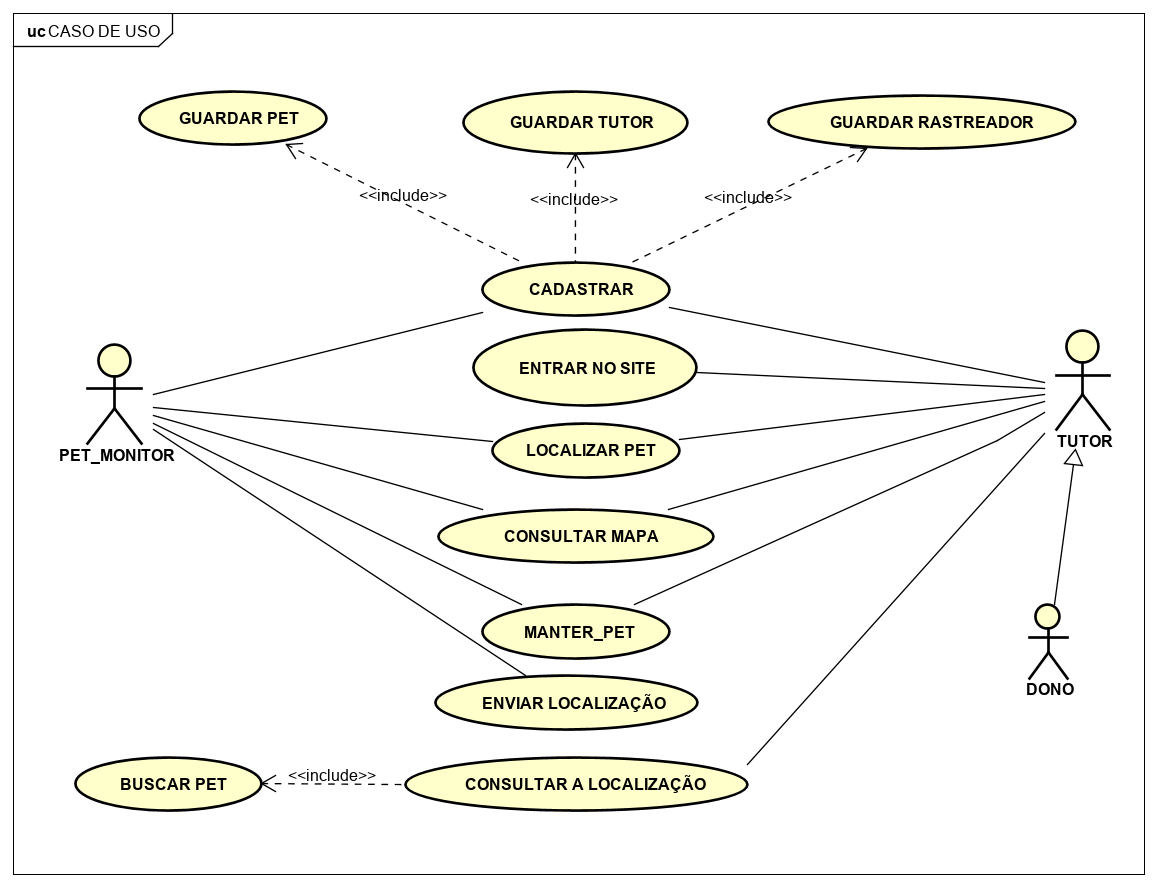 uc CASO DE USO
GUARDAR PET
GUARDAR TUTOR
GUARDAR RASTREADOR
<<include>>
<<include>>
<<include>>
CADASTRAR
ENTRAR NO SITE
PET_MONITOR
TUTOR
LOCALIZAR PET
CONSULTAR MAPA
MANTER_PET
DONO
ENVIAR LOCALIZAÇÃO
<<include>>
BUSCAR PET
CONSULTAR A LOCALIZAÇÃO